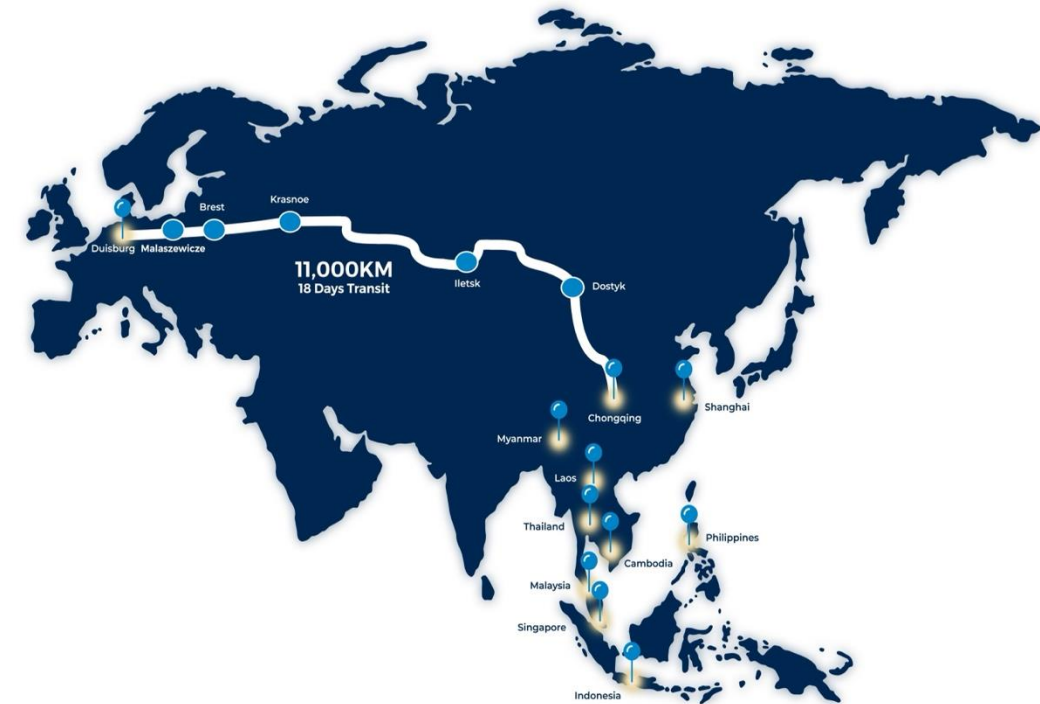 Krasnoe
Brest
Duisburg
Malaszewicze
11,000KM
18 Days Transit
Iletsk
Dostyk
Chongqing
Shanghai
Myanmar
Laos
Thailand
Philippines
Cambodia
Malaysia
Singapore
Indonesia